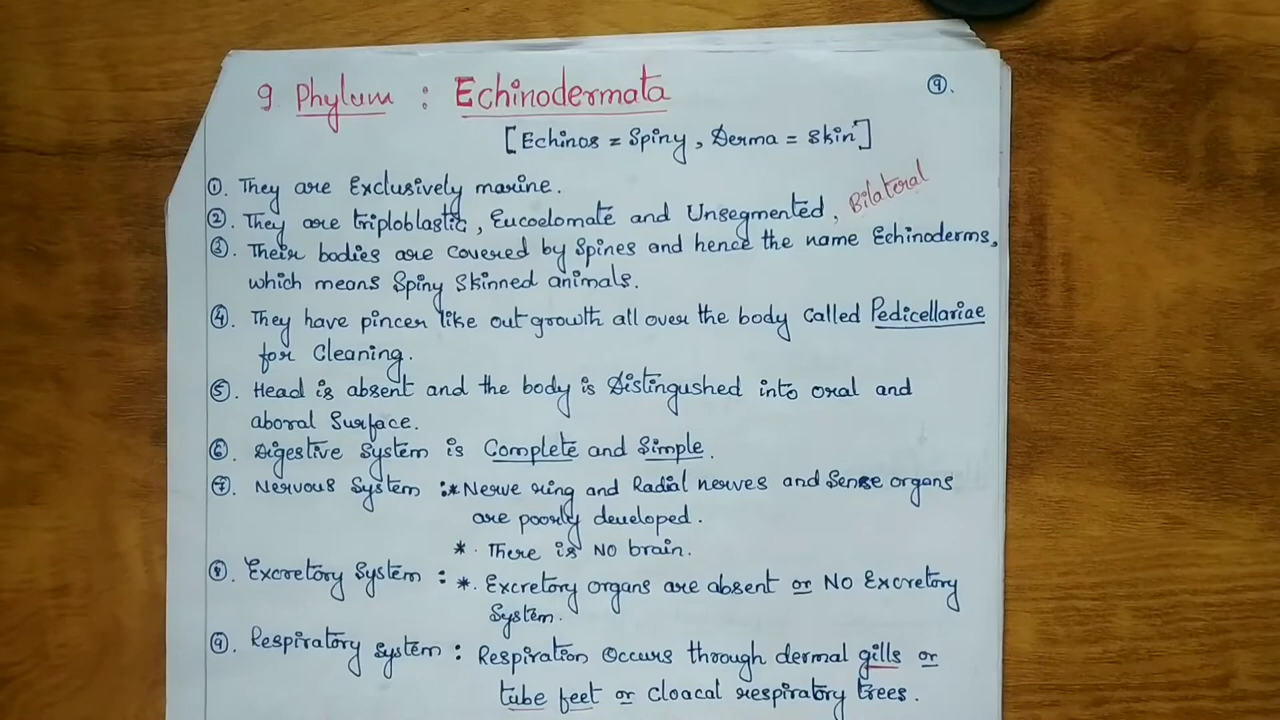 9 Phylum : Echinodermata
9.
[Echinos = Spiny, Derma = Skin]
1. They are Exclusively marine.
2. They are triploblastic, Eucoelomate and Unsegmented, Bilateral
3. Their bodies are covered by Spines and hence the name Echinoderms,
which means Spiny Skinned animals.
4. They have pincer like out growth all over the body called Pedicellariae
for Cleaning.
5. Head is absent and the body is Distingushed into oral and
aboral Surface.
6. Digestive System is Complete and Simple.
7. Nervous System :* Nerve ring and Radial nerves and Sense organs
are poorly developed.
*. There is NO brain.
8. Excretory System : *. Excretory organs are absent or No Excretory
System.
9. Respiratory System : Respiration Occurs through dermal gills or
tube feet or Cloacal respiratory trees.